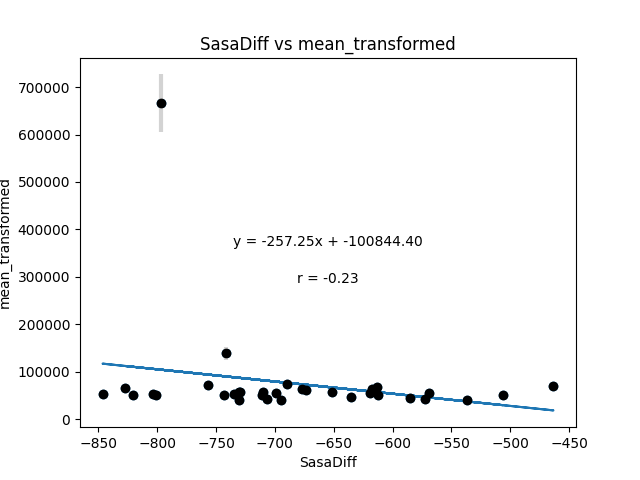 SasaDiff vs mean_transformed
700000
600000
500000
400000
300000
200000
100000
0
mean_transformed
y = -257.25x + -100844.40
r = -0.23
−850 −800 −750 −700 −650 −600 −550 −500 −450
SasaDiff